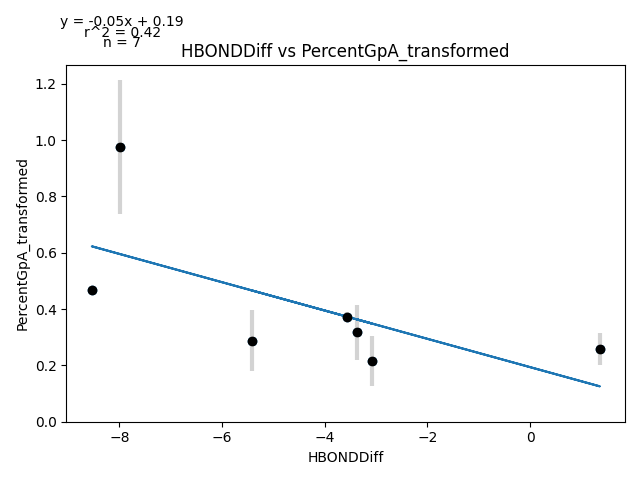 y = -0.05x + 0.19
r^2 = 0.42
n = 7
HBONDDiff vs PercentGpA_transformed
PercentGpA_transformed
1.2
1.0
0.8
0.6
0.4
0.2
0.0
−8
−6
−4
−2
0
HBONDDiff